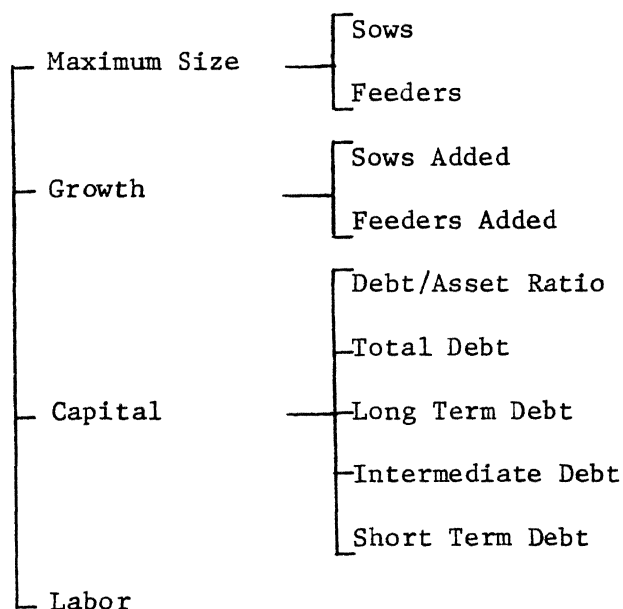 Sows
Maximum Size
Feeders
Sows Added
Growth
Feeders Added
Debt/Asset Ratio
Total Debt
Capital
Long Term Debt
Intermediate Debt
Short Term Debt
Labor